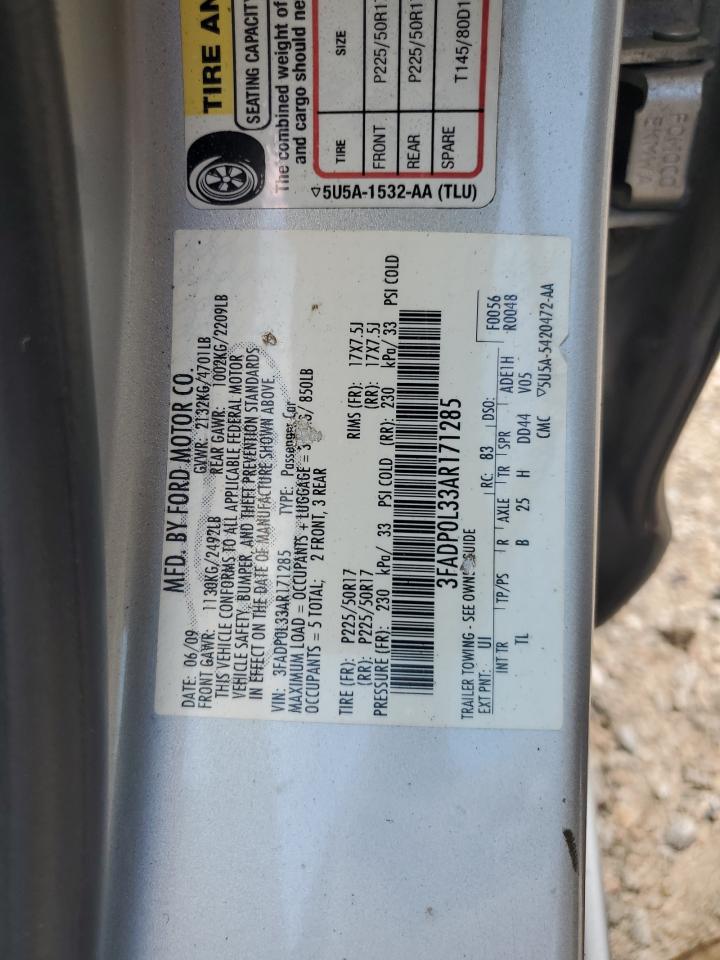 TIRE AN
SEATING CAPACITY
The combined weight of
and cargo should ne
TIRE SIZE
FRONT P225/50R17
REAR P225/50R17
SPARE T145/80D1
5U5A-1532-AA (TLU)
MFD. BY FORD MOTOR CO.
DATE: 06/09 GVWR: 2132KG/4701LB
FRONT GAWR: 1130KG/2492LB REAR GAWR: 1002KG/2209LB
THIS VEHICLE CONFORMS TO ALL APPLICABLE FEDERAL MOTOR
VEHICLE SAFETY, BUMPER, AND THEFT PREVENTION STANDARDS
IN EFFECT ON THE DATE OF MANUFACTURE SHOWN ABOVE.
VIN: 3FADP0L33AR171285 TYPE: Passenger Car
MAXIMUM LOAD = OCCUPANTS + LUGGAGE = / 850LB
OCCUPANTS = 5 TOTAL; 2 FRONT, 3 REAR
TIRE (FR): P225/50R17 RIMS (FR): 17X7.5J
(RR): P225/50R17 (RR): 17X7.5J
PRESSURE (FR): 230 kPa/ 33 PSI COLD (RR): 230 kPa/ 33 PSI COLD
3FADP0L33AR171285
TRAILER TOWING - SEE OWNERS GUIDE
EXT PNT: UI RC: B3 DSO: F0056
R0048
INT TR TP/PS R AXLE TR SPR ADE1H
TL B 25 H DD44 V05
CMC 5U5A-5420472-AA
FOMOCO